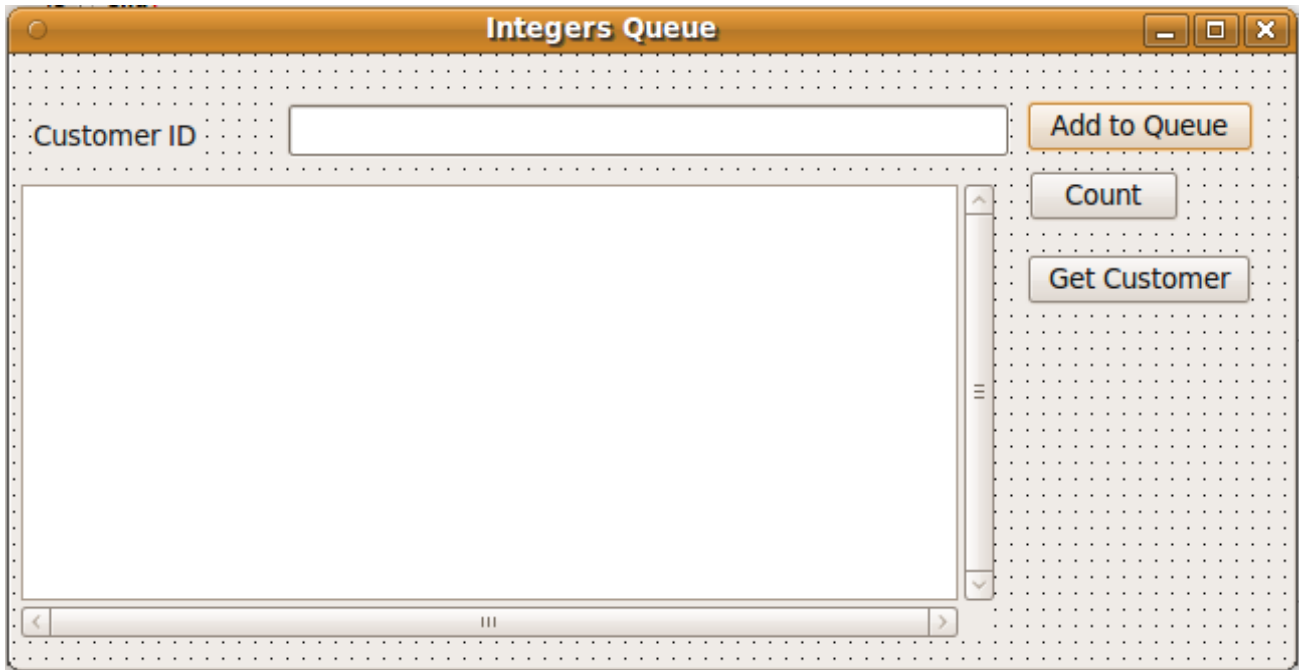 Integers Queue
Customer ID
Add to Queue
Count
Get Customer